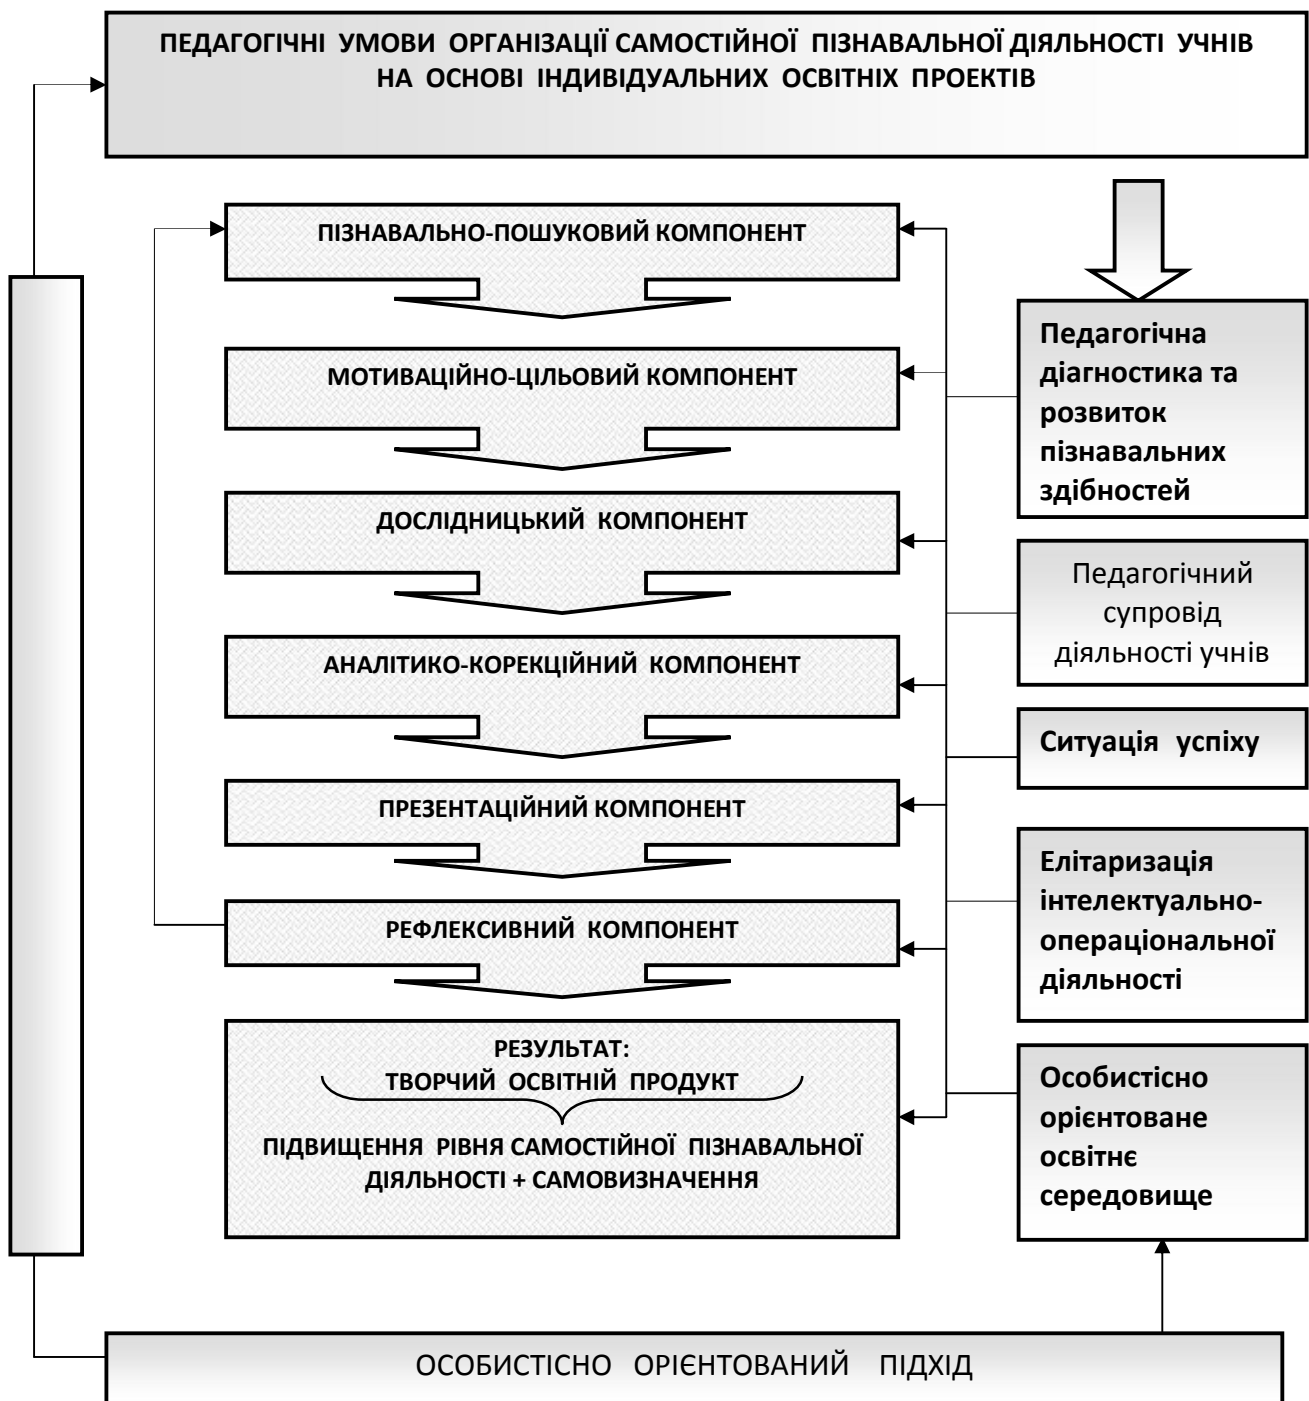 ПЕДАГОГІЧНІ УМОВИ ОРГАНІЗАЦІЇ САМОСТІЙНОЇ ПІЗНАВАЛЬНОЇ ДІЯЛЬНОСТІ УЧНІВ
НА ОСНОВІ ІНДИВІДУАЛЬНИХ ОСВІТНІХ ПРОЕКТІВ
ПІЗНАВАЛЬНО-ПОШУКОВИЙ КОМПОНЕНТ
МОТИВАЦІЙНО-ЦІЛЬОВИЙ КОМПОНЕНТ
ДОСЛІДНИЦЬКИЙ КОМПОНЕНТ
АНАЛІТИКО-КОРЕКЦІЙНИЙ КОМПОНЕНТ
ПРЕЗЕНТАЦІЙНИЙ КОМПОНЕНТ
РЕФЛЕКСИВНИЙ КОМПОНЕНТ
РЕЗУЛЬТАТ:
ТВОРЧИЙ ОСВІТНІЙ ПРОДУКТ
ПІДВИЩЕННЯ РІВНЯ САМОСТІЙНОЇ ПІЗНАВАЛЬНОЇ
ДІЯЛЬНОСТІ + САМОВИЗНАЧЕННЯ
Педагогічна
діагностика та
розвиток
пізнавальних
здібностей
Педагогічний
супровід
діяльності учнів
Ситуація успіху
Елітаризація
інтелектуально-
операціональної
діяльності
Особистісно
орієнтоване
освітнє
середовище
ОСОБИСТІСНО ОРІЄНТОВАНИЙ ПІДХІД